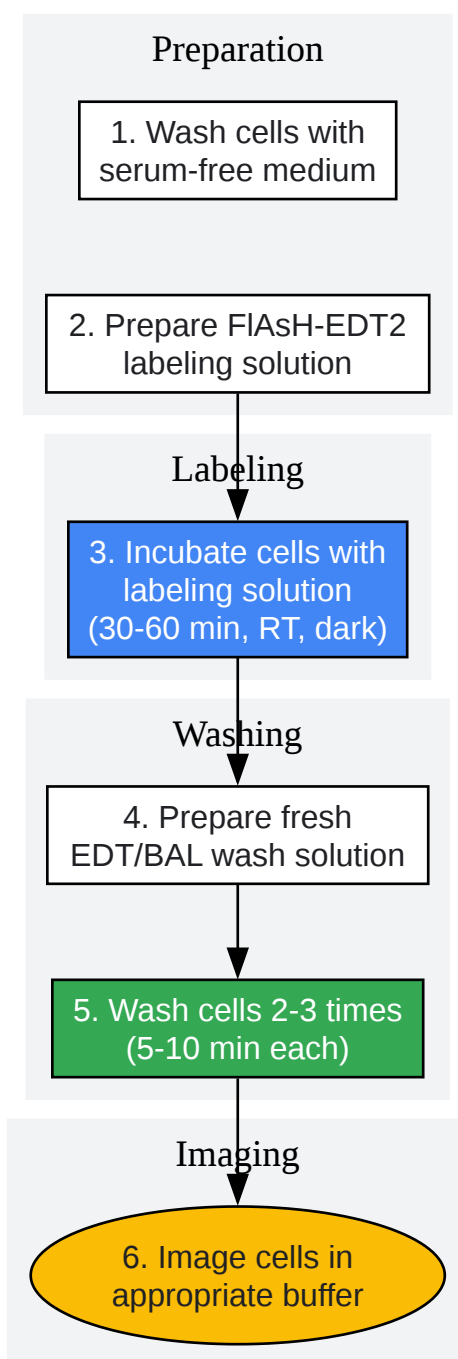 Preparation
1. Wash cells with
serum-free medium
2. Prepare FlAsH-EDT2
labeling solution
Labeling
3. Incubate cells with
labeling solution
(30-60 min, RT, dark)
Washing
4. Prepare fresh
EDT/BAL wash solution
5. Wash cells 2-3 times
(5-10 min each)
Imaging
6. Image cells in
appropriate buffer